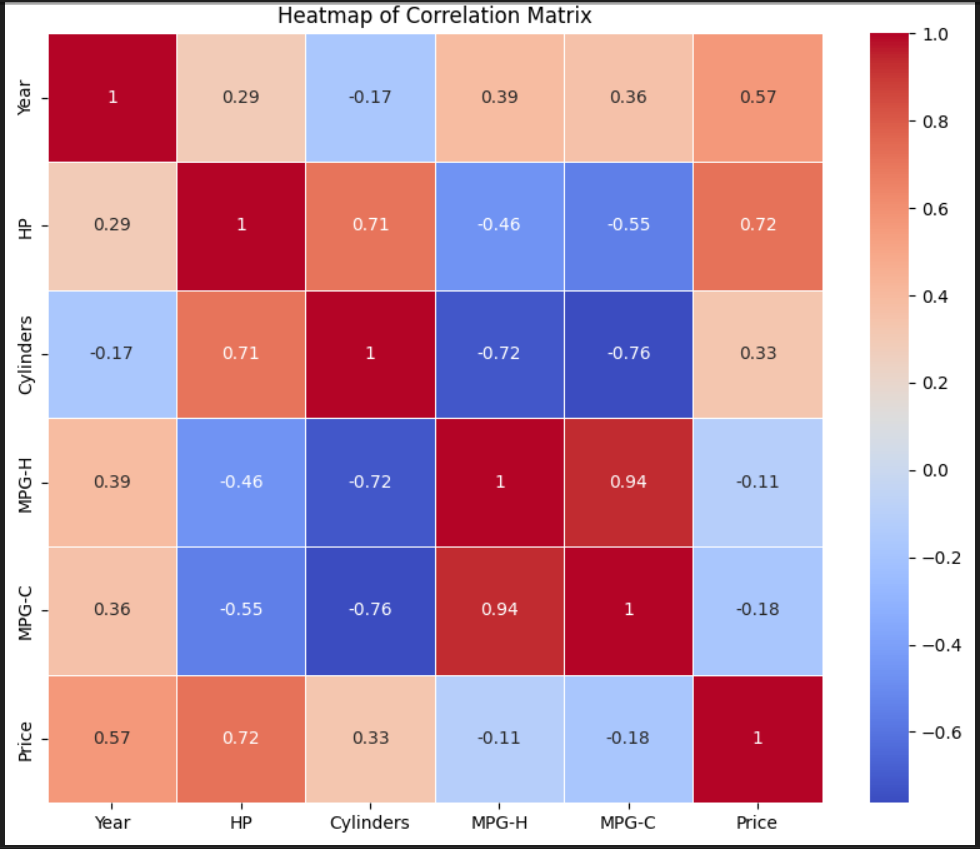 Heatmap of Correlation Matrix
Year 1 0.29 -0.17 0.39 0.36 0.57
HP 0.29 1 0.71 -0.46 -0.55 0.72
Cylinders -0.17 0.71 1 -0.72 -0.76 0.33
MPG-H 0.39 -0.46 -0.72 1 0.94 -0.11
MPG-C 0.36 -0.55 -0.76 0.94 1 -0.18
Price 0.57 0.72 0.33 -0.11 -0.18 1
Year HP Cylinders MPG-H MPG-C Price
1.0
0.8
0.6
0.4
0.2
0.0
−0.2
−0.4
−0.6